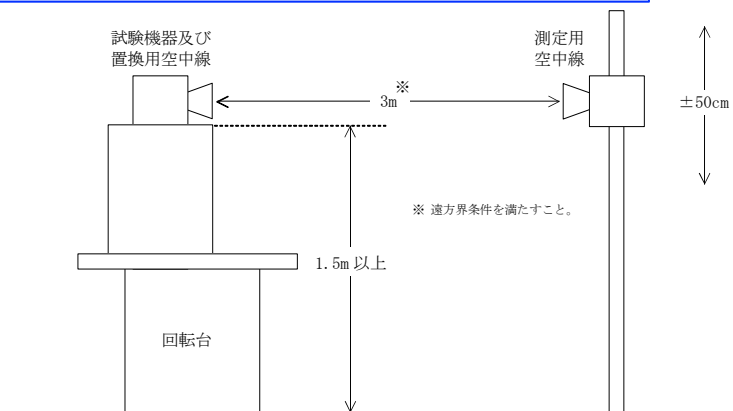 試験機器及び
置換用空中線
測定用
空中線
※
3m
±50cm
※ 遠方界条件を満たすこと。
1.5m 以上
回転台